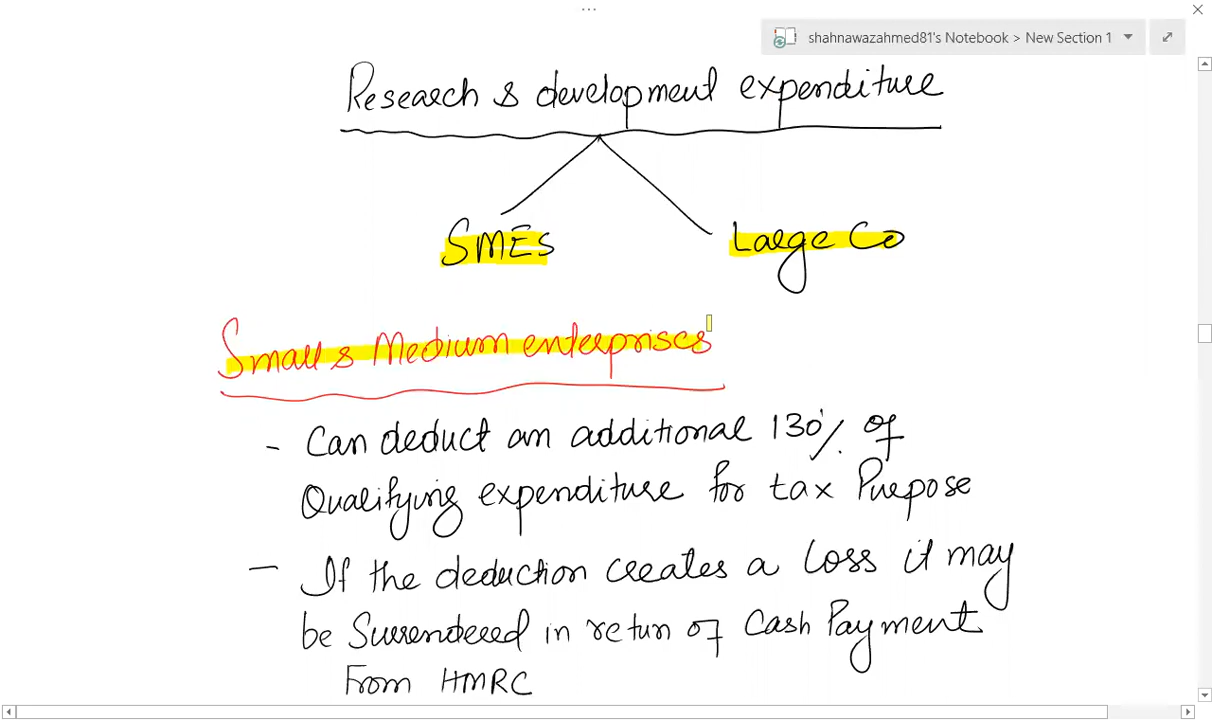 shahnawazahmed81's Notebook > New Section 1
Research & development expenditure
SMEs
Large Co
Small & Medium enterprises
- Can deduct an additional 130% of
Qualifying expenditure for tax Purpose
- If the deduction creates a loss it may
be Surrendered in return of Cash Payment
From HMRC